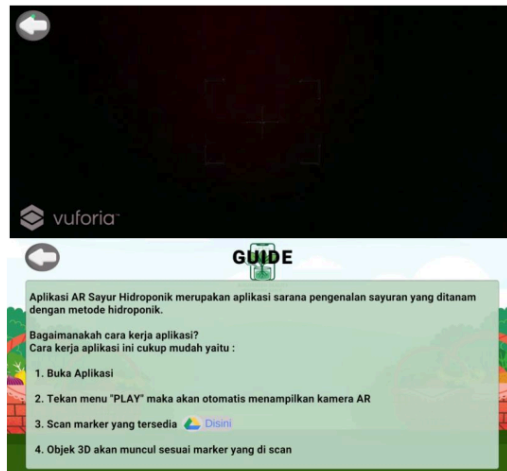 vuforia™
GUIDE
Aplikasi AR Sayur Hidroponik merupakan aplikasi sarana pengenalan sayuran yang ditanam
dengan metode hidroponik.
Bagaimanakah cara kerja aplikasi?
Cara kerja aplikasi ini cukup mudah yaitu :
1. Buka Aplikasi
2. Tekan menu "PLAY" maka akan otomatis menampilkan kamera AR
3. Scan marker yang tersedia Disini
4. Objek 3D akan muncul sesuai marker yang di scan